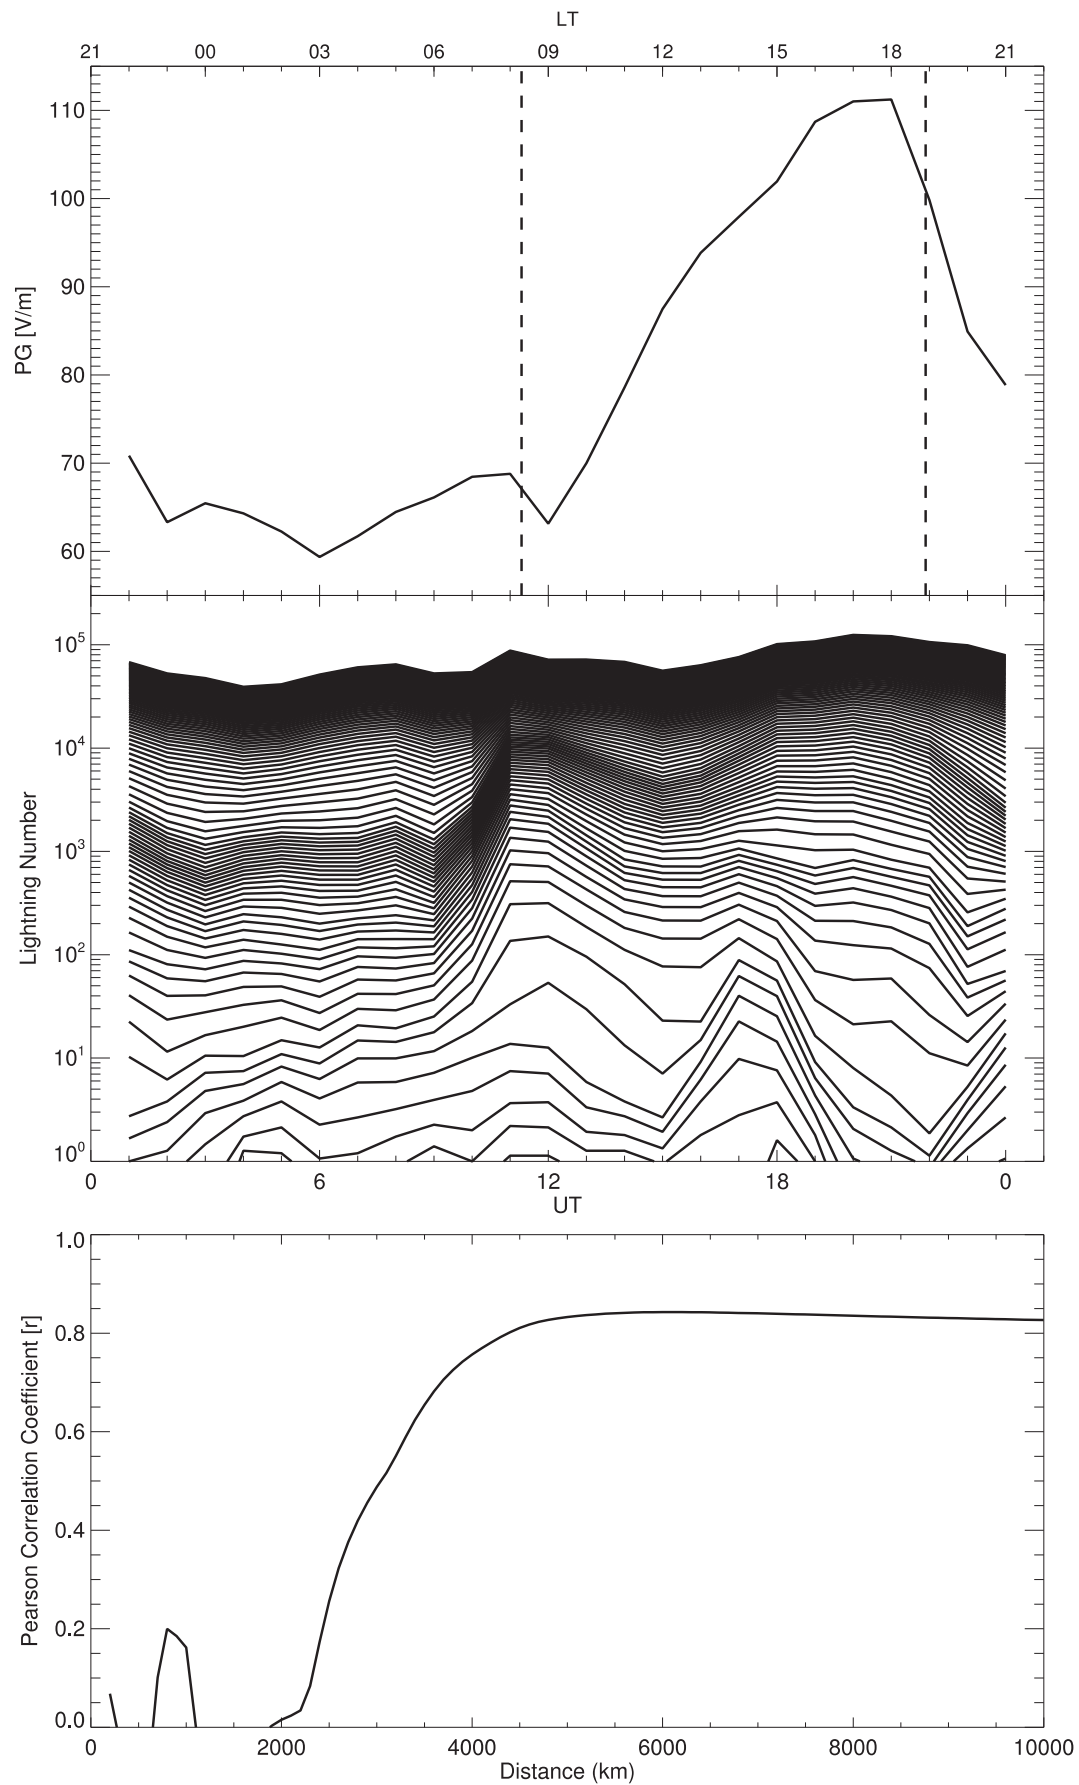 LT
21 00 03 06 09 12 15 18 21
110
100
90
80
70
60
PG [V/m]
10^5
10^4
10^3
10^2
10^1
10^0
Lightning Number
0 6 12 18 0
UT
1.0
0.8
0.6
0.4
0.2
0.0
Pearson Correlation Coefficient [r]
0 2000 4000 6000 8000 10000
Distance (km)